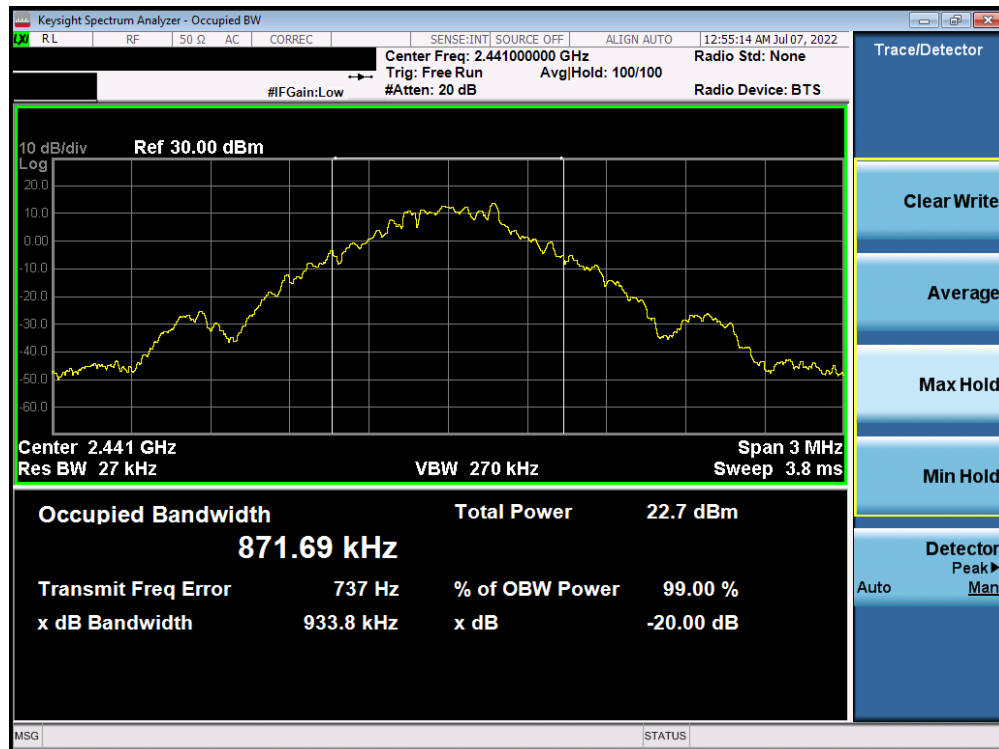 Keysight Spectrum Analyzer - Occupied BW
LXI RL RF 50 Ω AC CORREC SENSE:INT SOURCE OFF ALIGN AUTO 12:55:14 AM Jul 07, 2022
Center Freq: 2.441000000 GHz Radio Std: None
Trig: Free Run Avg|Hold: 100/100
#IFGain:Low #Atten: 20 dB Radio Device: BTS
10 dB/div Ref 30.00 dBm
Log
20.0
10.0
0.00
-10.0
-20.0
-30.0
-40.0
-50.0
-60.0
Center 2.441 GHz Span 3 MHz
Res BW 27 kHz VBW 270 kHz Sweep 3.8 ms
Occupied Bandwidth Total Power 22.7 dBm
871.69 kHz
Transmit Freq Error 737 Hz % of OBW Power 99.00 %
x dB Bandwidth 933.8 kHz x dB -20.00 dB
MSG STATUS
Trace/Detector
Clear Write
Average
Max Hold
Min Hold
Detector
Peak▶
Auto Man